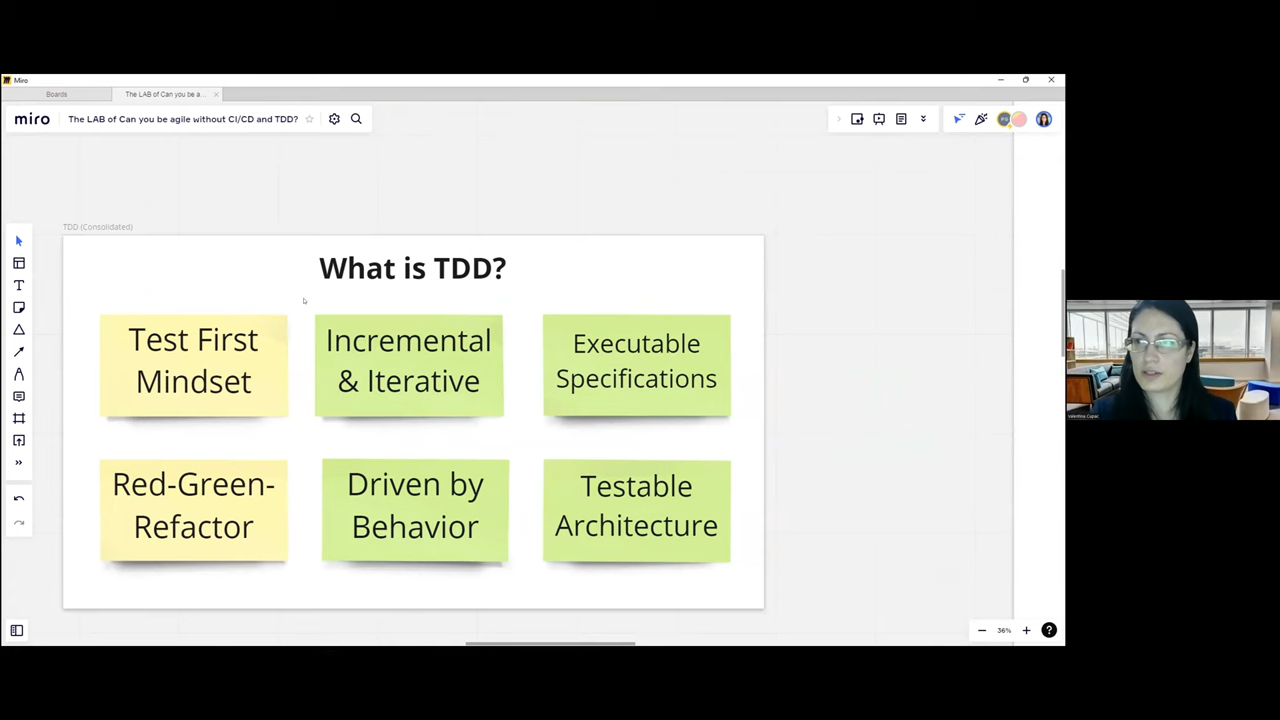 Miro
Boards
The LAB of Can you be a...
miro
The LAB of Can you be agile without CI/CD and TDD?
TDD (Consolidated)
What is TDD?
Test First
Mindset
Incremental
& Iterative
Executable
Specifications
Red-Green-
Refactor
Driven by
Behavior
Testable
Architecture
36%
Valentina Cupac